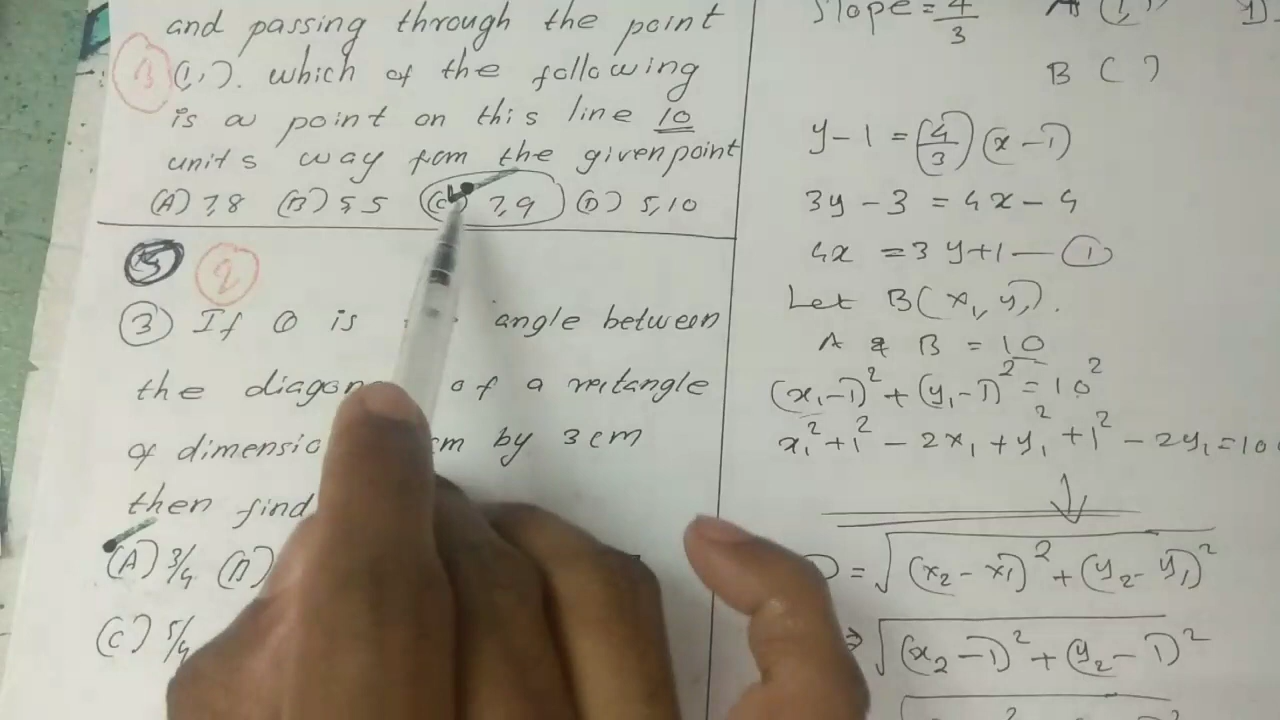 and passing through the point
(1,1). which of the following
is a point on this line 10
units way fom the given point
(A) 7,8 (B) 5,5 (C) 7,9 (D) 5,10
5 2
(3) If θ is angle between
the of a rectangle
of by 3 cm
then find
(A) 3/4 (B)
(C) 5/4
Slope = 4/3 A (1,
B ( )
y - 1 = (4/3) (x - 1)
3y - 3 = 4x - 4
4x = 3y+1 — (1)
Let B(x₁, y₁).
A & B = 10
(x₁-1)² + (y₁-1)² = 10²
x₁² + 1² - 2x₁ + y₁² + 1² - 2y₁ = 10
D = √(x₂ - x₁)² + (y₂ - y₁)²
⇒ √(x₂ - 1)² + (y₂ - 1)²